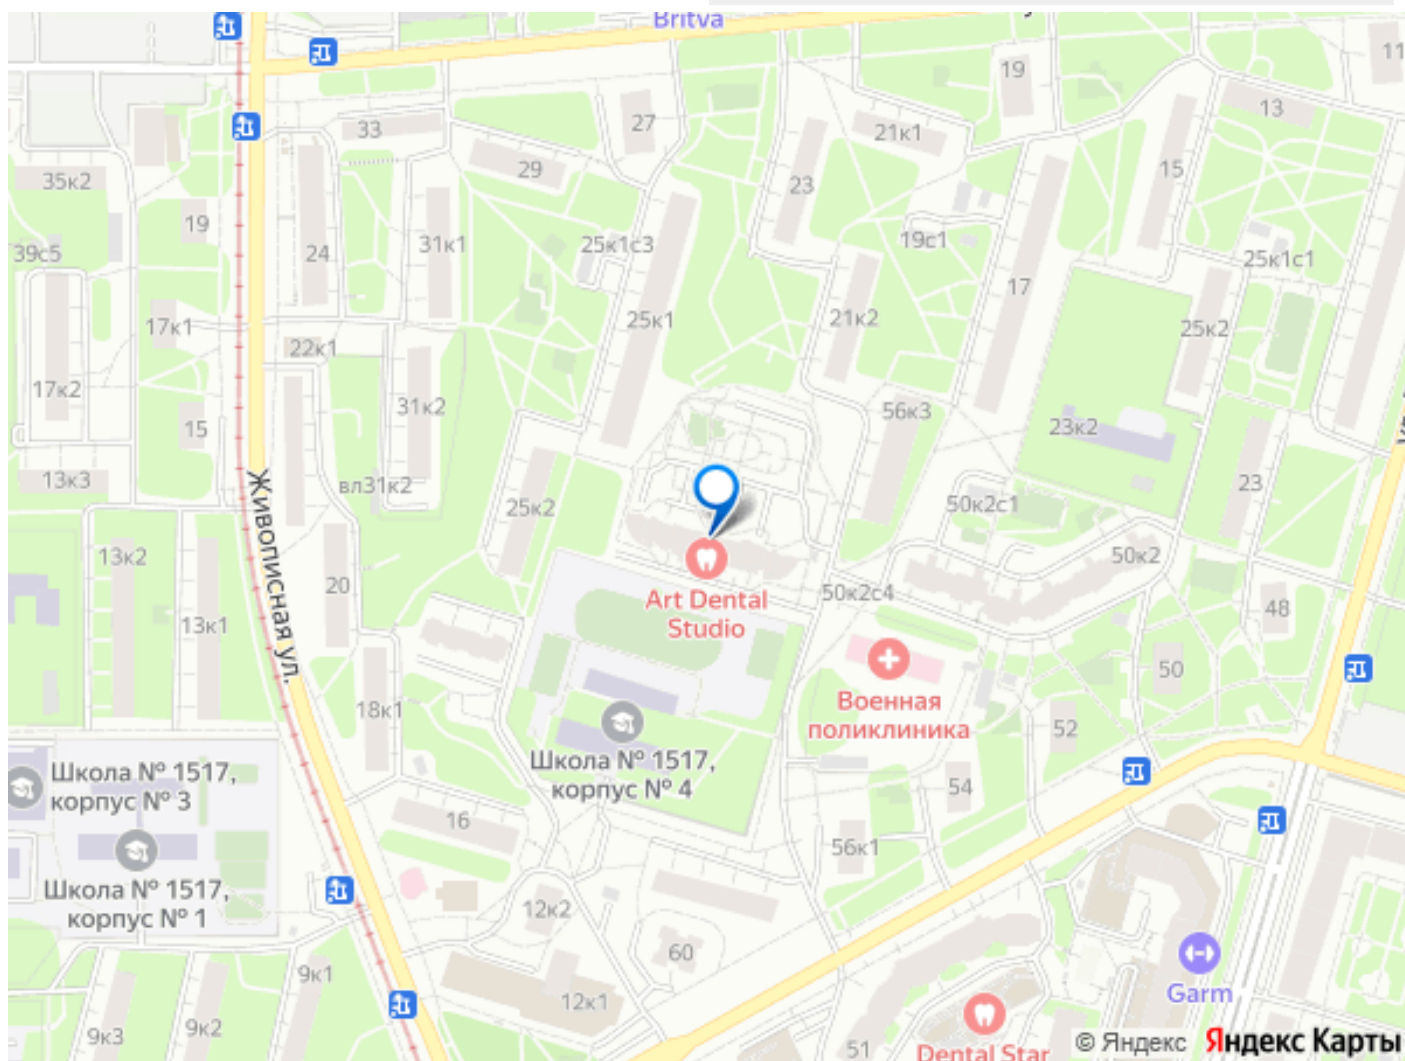 Britva
19
11
13
33
27
21к1
29
15
35к2
23
19
31к1
25к1с3
19с1
39с5
24
25к1с1
17
17к1
25к1
21к2
25к2
22к1
17к2
31к2
56к3
15
23к2
13к3
вл31к2
23
Живописная ул.
25к2
50к2с1
13к2
50к2
20
50к2с4
Art Dental
Studio
48
13к1
50
18к1
Военная
поликлиника
52
Школа № 1517,
корпус № 4
Школа № 1517,
корпус № 3
54
16
56к1
Школа № 1517,
корпус № 1
12к2
60
9к1
Garm
12к1
9к3
9к2
51
Dental Star
© Яндекс Яндекс Карты